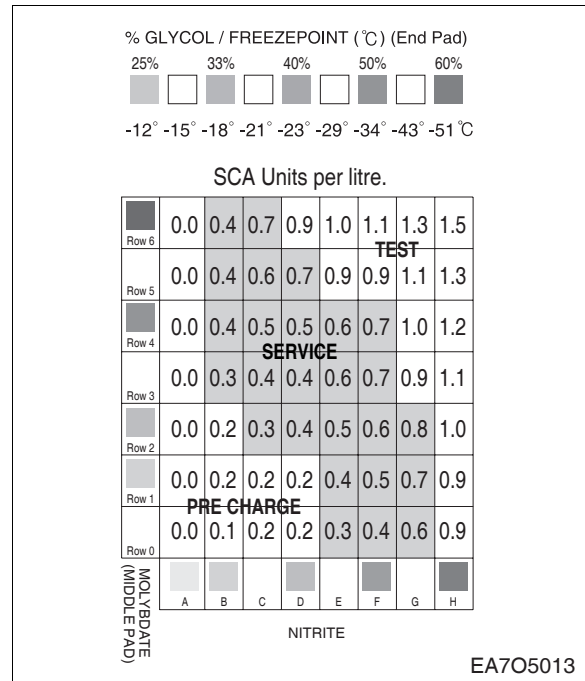 % GLYCOL / FREEZEPOINT (℃) (End Pad)
25% 33% 40% 50% 60%
-12° -15° -18° -21° -23° -29° -34° -43° -51 ℃
SCA Units per litre.
Row 6 0.0 0.4 0.7 0.9 1.0 1.1 1.3 1.5
TEST
Row 5 0.0 0.4 0.6 0.7 0.9 0.9 1.1 1.3
Row 4 0.0 0.4 0.5 0.5 0.6 0.7 1.0 1.2
SERVICE
Row 3 0.0 0.3 0.4 0.4 0.6 0.7 0.9 1.1
Row 2 0.0 0.2 0.3 0.4 0.5 0.6 0.8 1.0
Row 1 0.0 0.2 0.2 0.2 0.4 0.5 0.7 0.9
PRE CHARGE
Row 0 0.0 0.1 0.2 0.2 0.3 0.4 0.6 0.9
MOLYBDATE
(MIDDLE PAD)
A B C D E F G H
NITRITE
EA7O5013